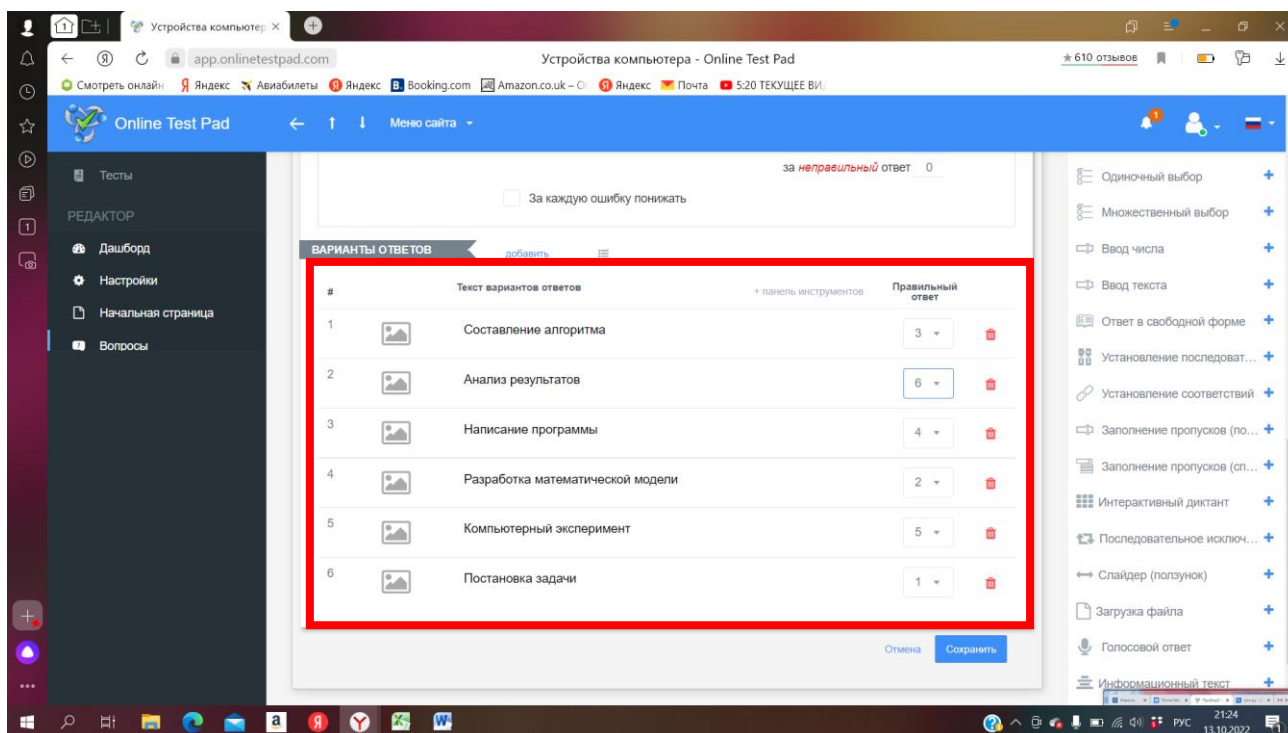 1
Устройства компьютер ×
app.onlinetestpad.com
Устройства компьютера - Online Test Pad
★ 610 отзывов
Смотреть онлайн
Яндекс
Авиабилеты
Яндекс
Booking.com
Amazon.co.uk –
Яндекс
Почта
5:20 ТЕКУЩЕЕ ВИ
Online Test Pad
Меню сайта
1
Тесты
РЕДАКТОР
Дашборд
Настройки
Начальная страница
Вопросы
1
за неправильный ответ 0
За каждую ошибку понижать
ВАРИАНТЫ ОТВЕТОВ
добавить
# Текст вариантов ответов + панель инструментов Правильный ответ
1 Составление алгоритма 3
2 Анализ результатов 6
3 Написание программы 4
4 Разработка математической модели 2
5 Компьютерный эксперимент 5
6 Постановка задачи 1
Отмена Сохранить
Одиночный выбор +
Множественный выбор +
Ввод числа +
Ввод текста +
Ответ в свободной форме +
Установление последоват... +
Установление соответствий +
Заполнение пропусков (по... +
Заполнение пропусков (сп... +
Интерактивный диктант +
Последовательное исключ... +
Слайдер (ползунок) +
Загрузка файла +
Голосовой ответ +
Информационный текст +
РУС
21:24
13.10.2022